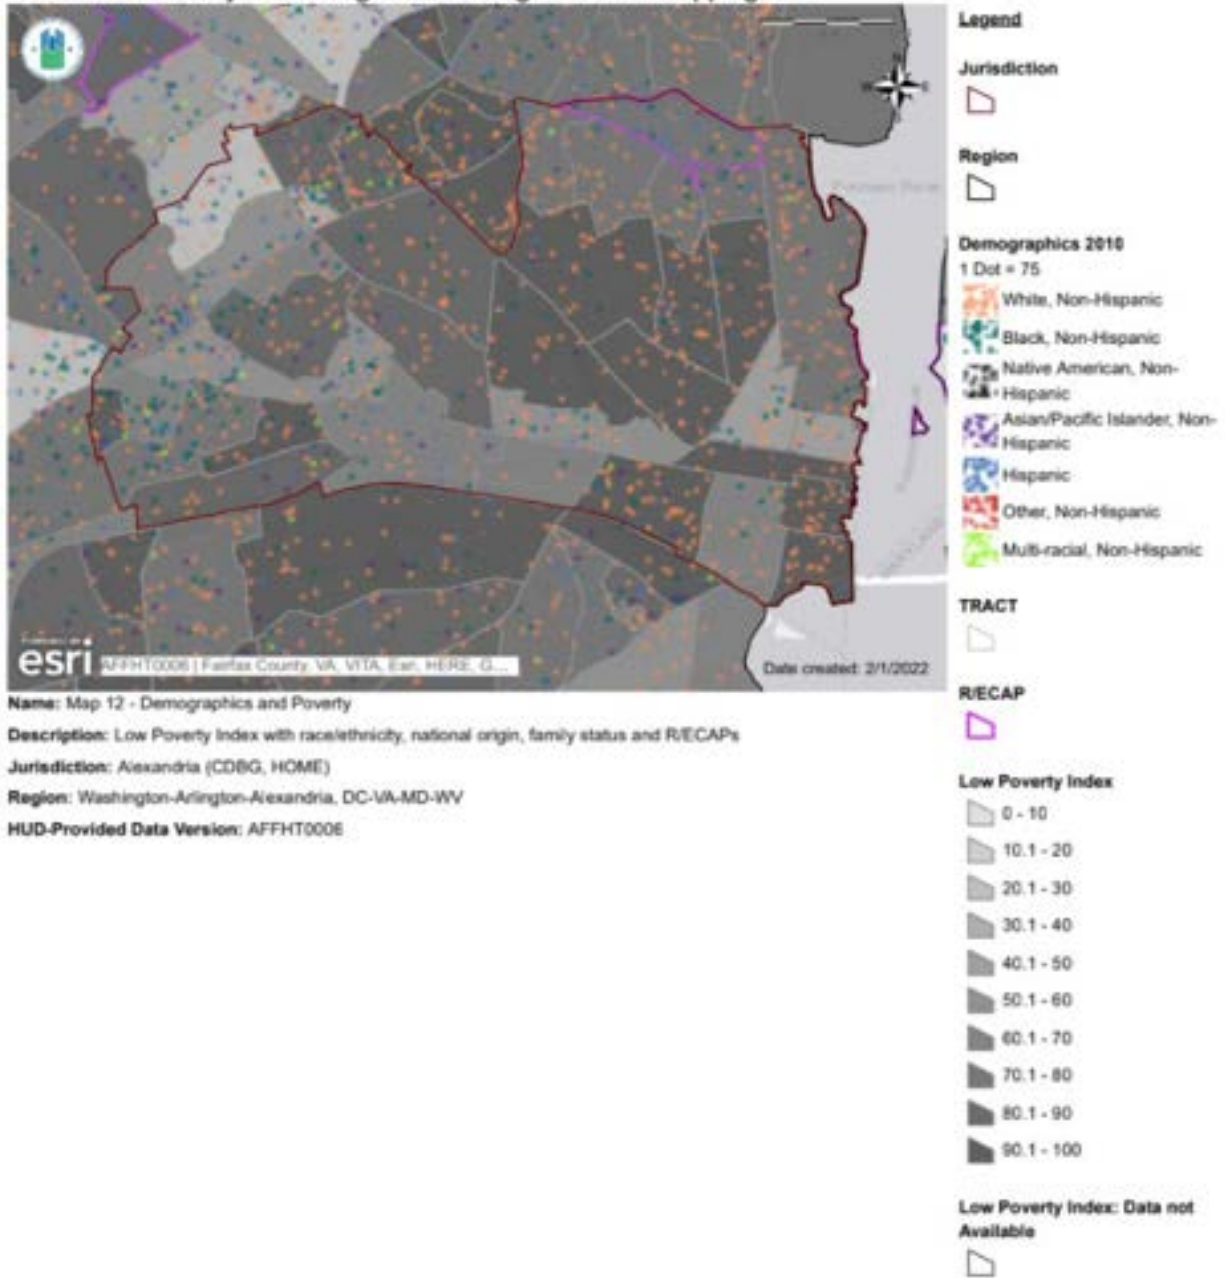 Legend
Jurisdiction
Region
Demographics 2010
1 Dot = 75
White, Non-Hispanic
Black, Non-Hispanic
Native American, Non-
Hispanic
Asian/Pacific Islander, Non-
Hispanic
Hispanic
Other, Non-Hispanic
Multi-racial, Non-Hispanic
TRACT
R/ECAP
Low Poverty Index
0 - 10
10.1 - 20
20.1 - 30
30.1 - 40
40.1 - 50
50.1 - 60
60.1 - 70
70.1 - 80
80.1 - 90
90.1 - 100
Low Poverty Index: Data not
Available
esri
AFFHT0006 | Fairfax County, VA, VITA, Esri, HERE, G...
Date created: 2/1/2022
Name: Map 12 - Demographics and Poverty
Description: Low Poverty Index with race/ethnicity, national origin, family status and R/ECAPs
Jurisdiction: Alexandria (CDBG, HOME)
Region: Washington-Arlington-Alexandria, DC-VA-MD-WV
HUD-Provided Data Version: AFFHT0006